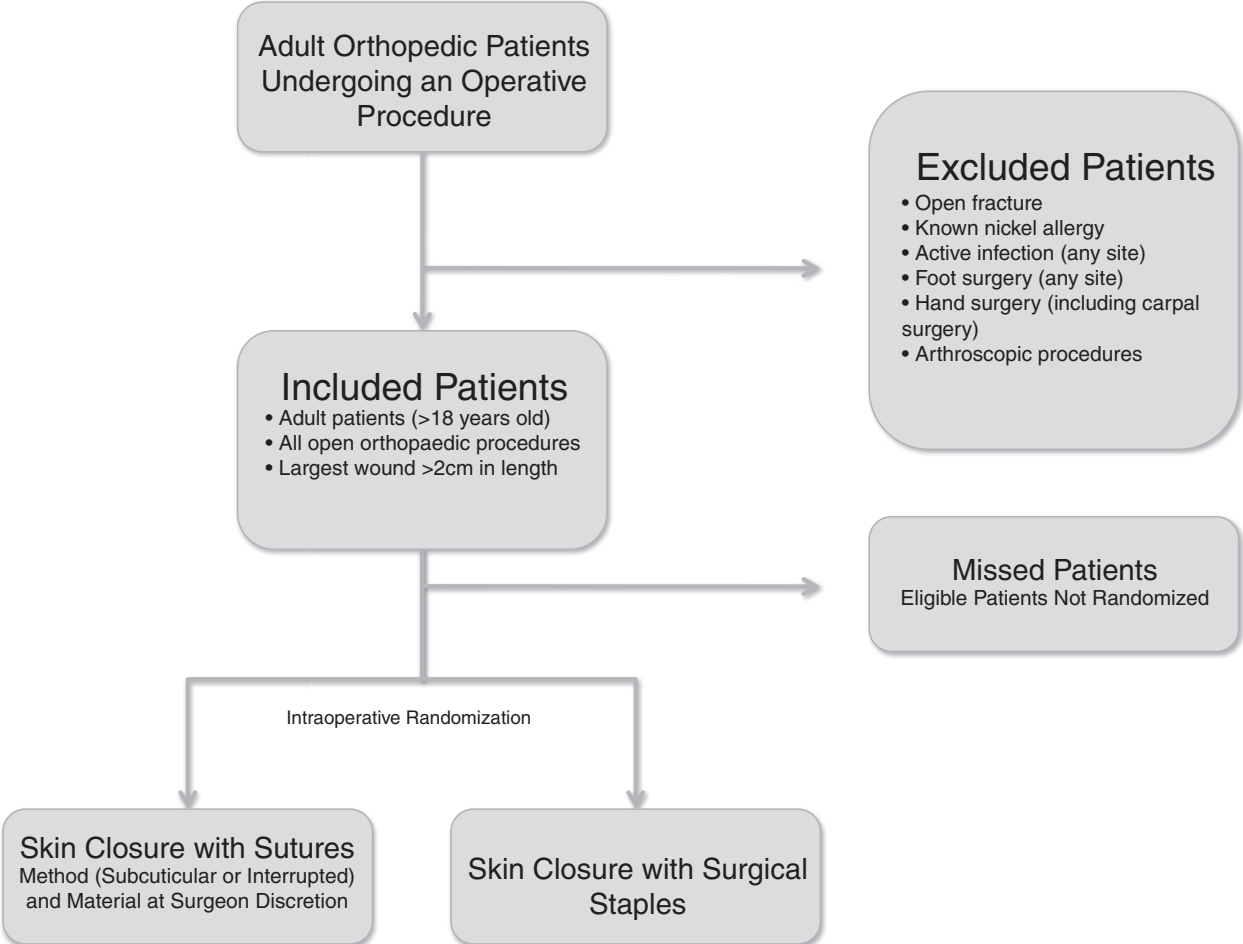 Adult Orthopedic Patients
Undergoing an Operative
Procedure
Excluded Patients
• Open fracture
• Known nickel allergy
• Active infection (any site)
• Foot surgery (any site)
• Hand surgery (including carpal
surgery)
• Arthroscopic procedures
Included Patients
• Adult patients (>18 years old)
• All open orthopaedic procedures
• Largest wound >2cm in length
Missed Patients
Eligible Patients Not Randomized
Intraoperative Randomization
Skin Closure with Sutures
Method (Subcuticular or Interrupted)
and Material at Surgeon Discretion
Skin Closure with Surgical
Staples